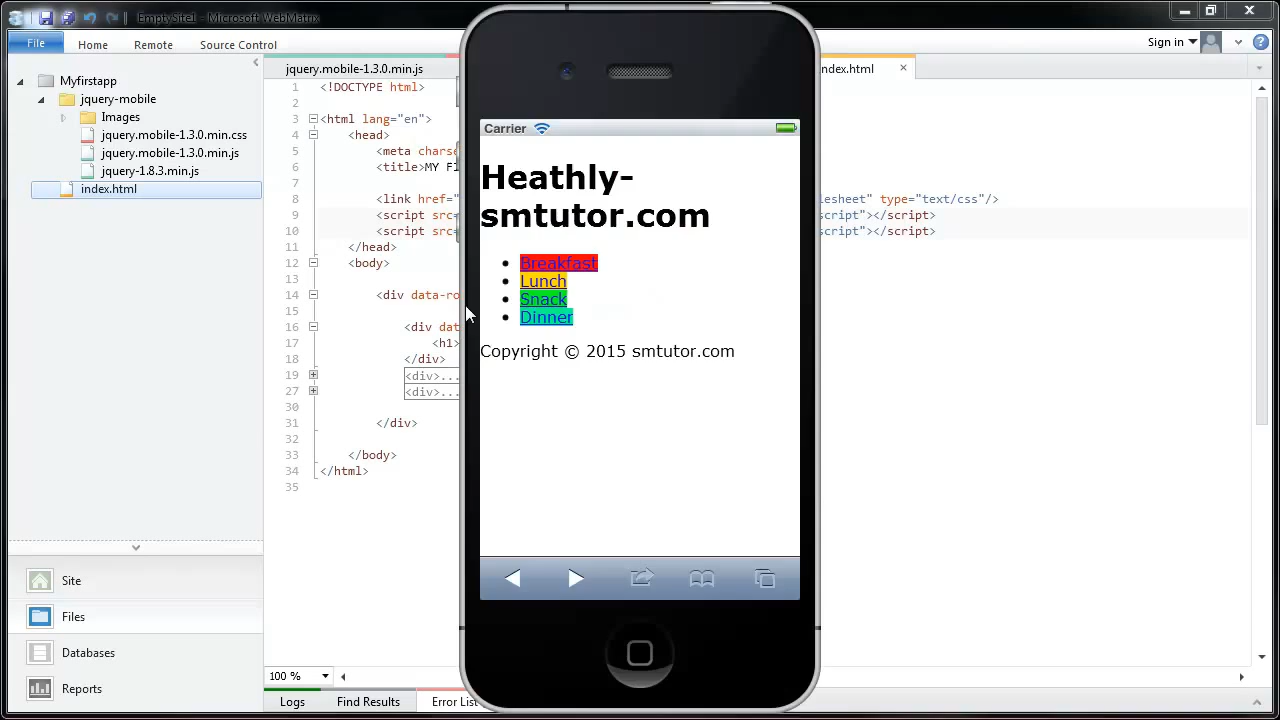 EmptySite1 - Microsoft WebMatrix
File
Home
Remote
Source Control
Sign in
Myfirstapp
jquery-mobile
Images
jquery.mobile-1.3.0.min.css
jquery.mobile-1.3.0.min.js
jquery-1.8.3.min.js
index.html
Site
Files
Databases
Reports
jquery.mobile-1.3.0.min.js
index.html
1 <!DOCTYPE html>
2
3 <html lang="en">
4 <head>
5 <meta charse
6 <title>MY FI
7
8 <link href=" lesheet" type="text/css"/>
9 <script src= script"></script>
10 <script src= script"></script>
11 </head>
12 <body>
13
14 <div data-ro
15
16 <div dat
17 <h1>
18 </div>
19 <div>...
27 <div>...
30
31 </div>
32
33 </body>
34 </html>
35
100 %
Logs
Find Results
Error List
Carrier
Heathly-
smtutor.com
Breakfast
Lunch
Snack
Dinner
Copyright © 2015 smtutor.com